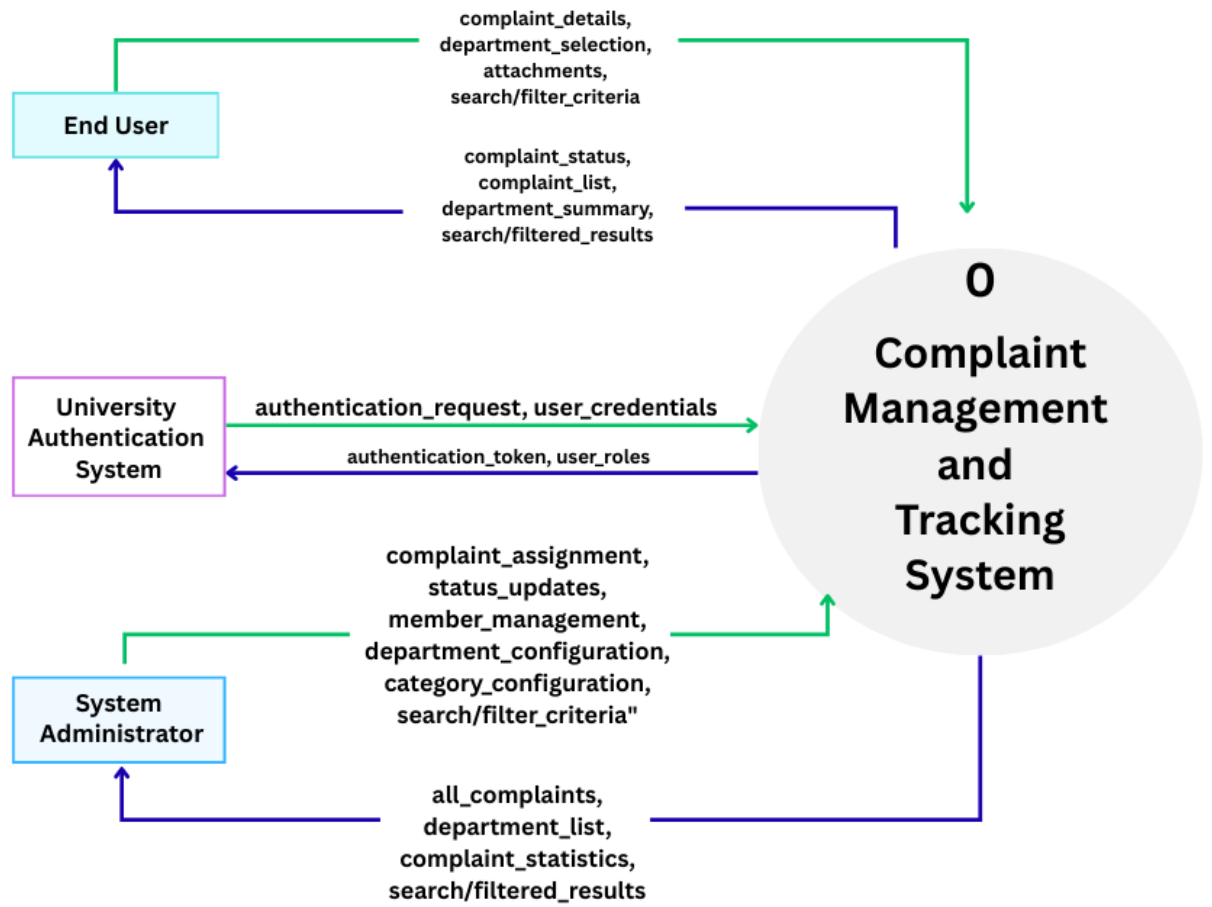 complaint_details,
department_selection,
attachments,
search/filter_criteria
End User
complaint_status,
complaint_list,
department_summary,
search/filtered_results
0
Complaint
Management
and
Tracking
System
University
Authentication
System
authentication_request, user_credentials
authentication_token, user_roles
complaint_assignment,
status_updates,
member_management,
department_configuration,
category_configuration,
search/filter_criteria"
System
Administrator
all_complaints,
department_list,
complaint_statistics,
search/filtered_results